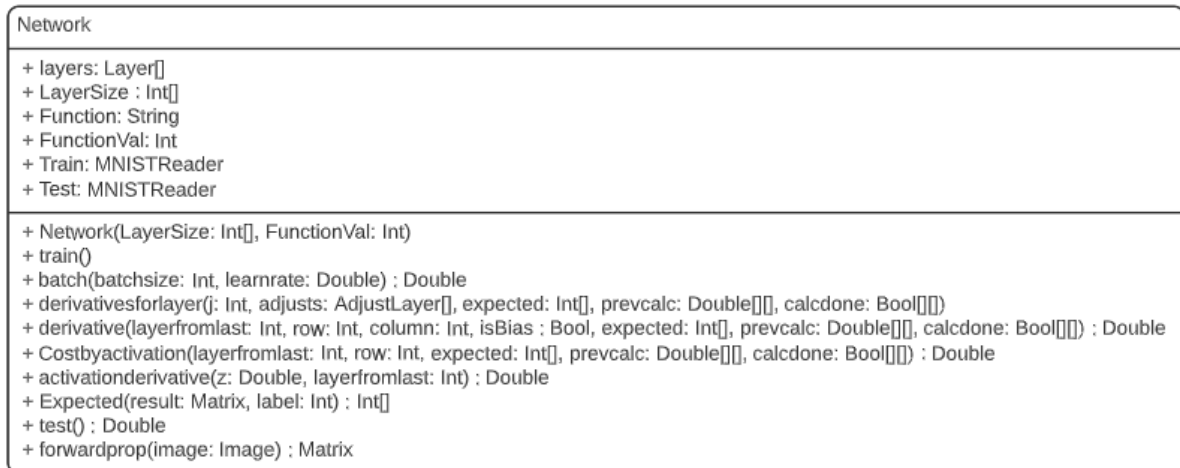 Network
+ layers: Layer[]
+ LayerSize : Int[]
+ Function: String
+ FunctionVal: Int
+ Train: MNISTReader
+ Test: MNISTReader
+ Network(LayerSize: Int[], FunctionVal: Int)
+ train()
+ batch(batchsize: Int, learnrate: Double) : Double
+ derivativesforlayer(j: Int, adjusts: AdjustLayer[], expected: Int[], prevcalc: Double[][], calcdone: Bool[][])
+ derivative(layerfromlast: Int, row: Int, column: Int, isBias : Bool, expected: Int[], prevcalc: Double[][], calcdone: Bool[][]) : Double
+ Costbyactivation(layerfromlast: Int, row: Int, expected: Int[], prevcalc: Double[][], calcdone: Bool[][]) : Double
+ activationderivative(z: Double, layerfromlast: Int) : Double
+ Expected(result: Matrix, label: Int) : Int[]
+ test() : Double
+ forwardprop(image: Image) : Matrix